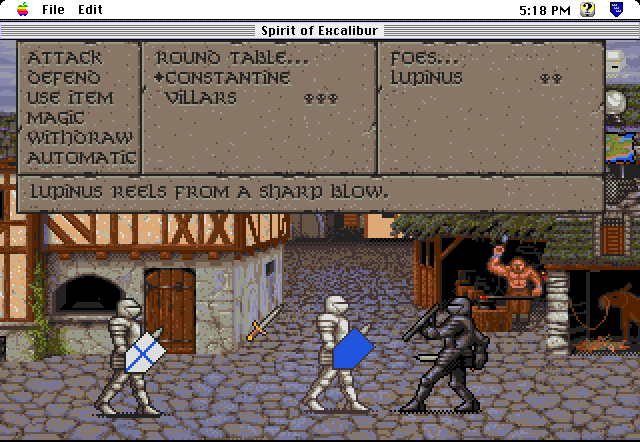 File Edit 5:18 PM
Spirit of Excalibur
ATTACK
DEFEND
USE ITEM
MAGIC
WITHDRAW
AUTOMATIC
ROUND TABLE...
+CONSTANTINE
VILLARS
FOES...
LUPINUS
LUPINUS REELS FROM A SHARP BLOW.